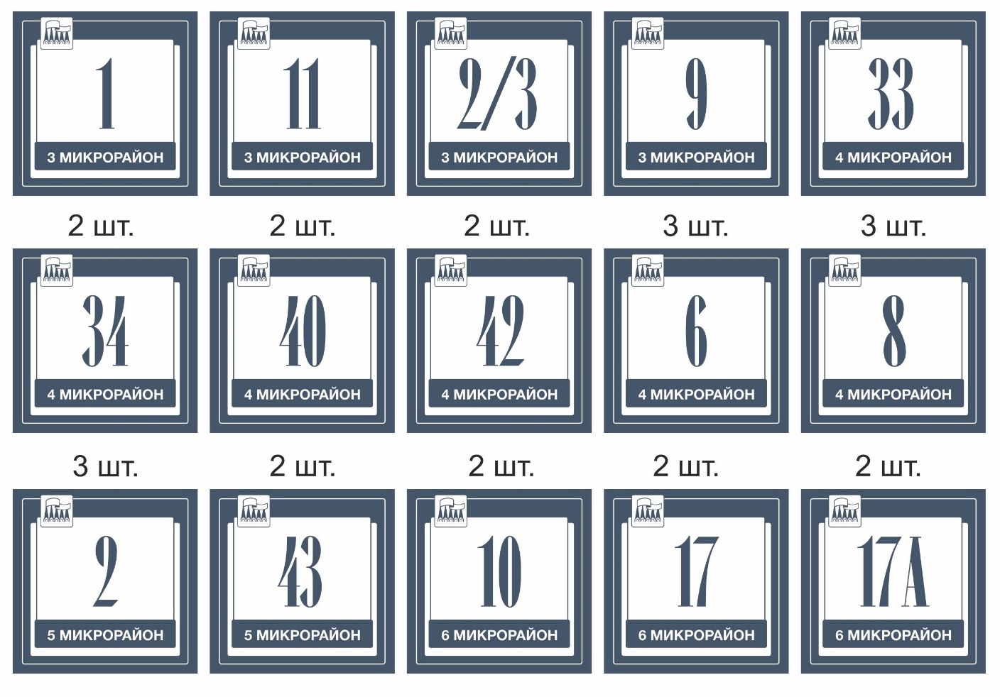 1
3 МИКРОРАЙОН
11
3 МИКРОРАЙОН
2/3
3 МИКРОРАЙОН
9
3 МИКРОРАЙОН
33
4 МИКРОРАЙОН
2 шт.
2 шт.
2 шт.
3 шт.
3 шт.
34
4 МИКРОРАЙОН
40
4 МИКРОРАЙОН
42
4 МИКРОРАЙОН
6
4 МИКРОРАЙОН
8
4 МИКРОРАЙОН
3 шт.
2 шт.
2 шт.
2 шт.
2 шт.
2
5 МИКРОРАЙОН
43
5 МИКРОРАЙОН
10
6 МИКРОРАЙОН
17
6 МИКРОРАЙОН
17А
6 МИКРОРАЙОН